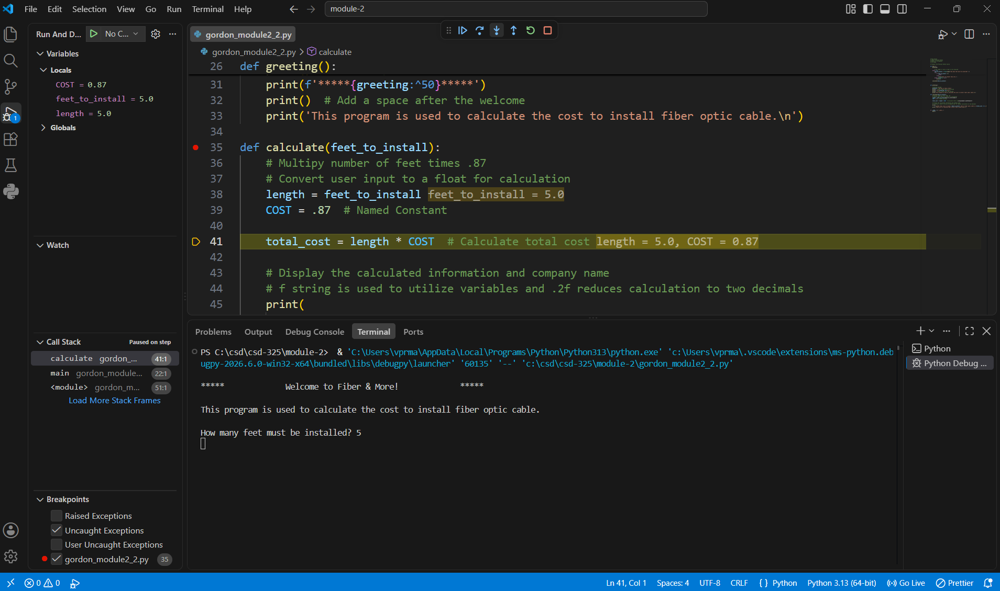 File Edit Selection View Go Run Terminal Help
module-2
Run And D...
No C...
Variables
Locals
COST = 0.87
feet_to_install = 5.0
length = 5.0
Globals
Watch
Call Stack
Paused on step
calculate gordon_... 41:1
main gordon_module... 22:1
<module> gordon_m... 51:1
Load More Stack Frames
Breakpoints
Raised Exceptions
Uncaught Exceptions
User Uncaught Exceptions
gordon_module2_2.py 35
1
gordon_module2_2.py
gordon_module2_2.py > calculate
26 def greeting():
31 print(f'*****{greeting:^50}*****')
32 print() # Add a space after the welcome
33 print('This program is used to calculate the cost to install fiber optic cable.\n')
34
35 def calculate(feet_to_install):
36 # Multipy number of feet times .87
37 # Convert user input to a float for calculation
38 length = feet_to_install feet_to_install = 5.0
39 COST = .87 # Named Constant
40
41 total_cost = length * COST # Calculate total cost length = 5.0, COST = 0.87
42
43 # Display the calculated information and company name
44 # f string is used to utilize variables and .2f reduces calculation to two decimals
45 print(
Problems Output Debug Console Terminal Ports
PS C:\csd\csd-325\module-2> & 'C:\Users\vprma\AppData\Local\Programs\Python\Python313\python.exe' 'c:\Users\vprma\.vscode\extensions\ms-python.deb
ugpy-2026.6.0-win32-x64\bundled\libs\debugpy\launcher' '60135' '--' 'c:\csd\csd-325\module-2\gordon_module2_2.py'
***** Welcome to Fiber & More! *****
This program is used to calculate the cost to install fiber optic cable.
How many feet must be installed? 5
Python
Python Debug ...
0 0
Ln 41, Col 1 Spaces: 4 UTF-8 CRLF { } Python Python 3.13 (64-bit) Go Live Prettier